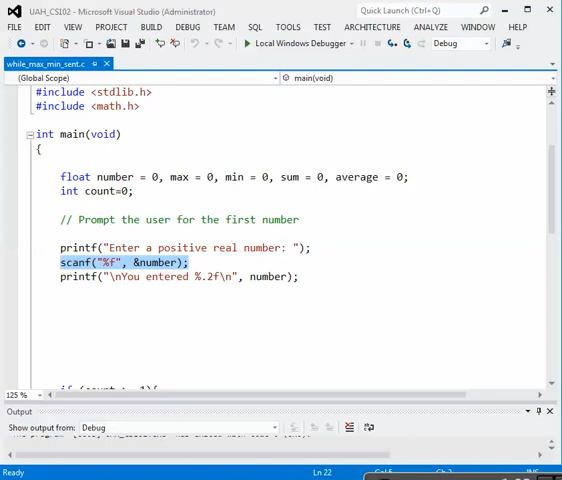 UAH_CS102 - Microsoft Visual Studio (Administrator)
Quick Launch (Ctrl+Q)
FILE EDIT VIEW PROJECT BUILD DEBUG TEAM SQL TOOLS TEST ARCHITECTURE ANALYZE WINDOW
Local Windows Debugger Debug
while_max_min_sent.c
(Global Scope) main(void)
#include <stdlib.h>
#include <math.h>
int main(void)
{
float number = 0, max = 0, min = 0, sum = 0, average = 0;
int count=0;
// Prompt the user for the first number
printf("Enter a positive real number: ");
scanf("%f", &number);
printf("\nYou entered %.2f\n", number);
125 %
Output
Show output from: Debug
Ready Ln 22 INS